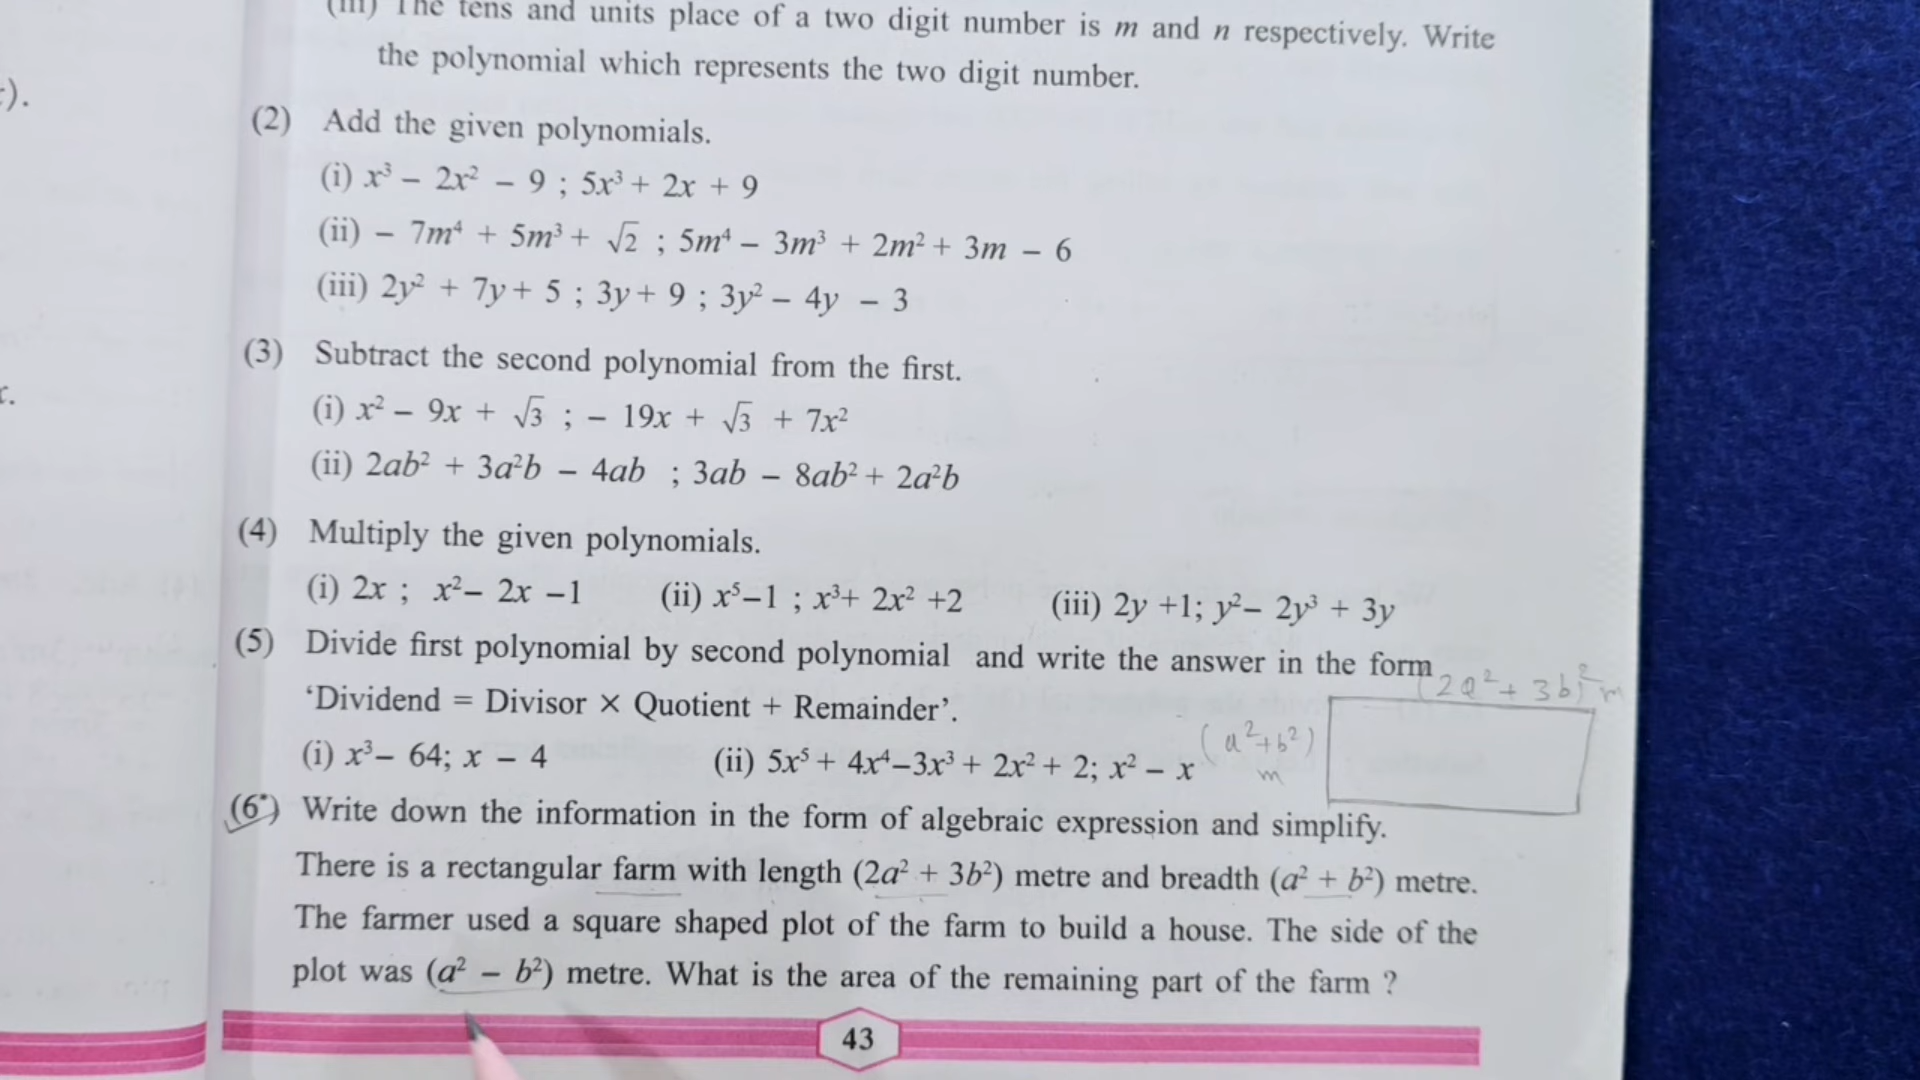 (iii) The tens and units place of a two digit number is m and n respectively. Write
the polynomial which represents the two digit number.
(2) Add the given polynomials.
(i) x³ – 2x² – 9 ; 5x³ + 2x + 9
(ii) – 7m⁴ + 5m³ + √2 ; 5m⁴ – 3m³ + 2m² + 3m – 6
(iii) 2y² + 7y + 5 ; 3y + 9 ; 3y² – 4y – 3
(3) Subtract the second polynomial from the first.
(i) x² – 9x + √3 ; – 19x + √3 + 7x²
(ii) 2ab² + 3a²b – 4ab ; 3ab – 8ab² + 2a²b
(4) Multiply the given polynomials.
(i) 2x ; x²– 2x –1 (ii) x⁵–1 ; x³+ 2x² +2 (iii) 2y +1; y²– 2y³ + 3y
(5) Divide first polynomial by second polynomial and write the answer in the form
‘Dividend = Divisor × Quotient + Remainder’.
(2a²+ 3b)² m
(i) x³– 64; x – 4 (ii) 5x⁵ + 4x⁴–3x³ + 2x² + 2; x² – x
(a²+b²)
m
(6*) Write down the information in the form of algebraic expression and simplify.
There is a rectangular farm with length (2a² + 3b²) metre and breadth (a² + b²) metre.
The farmer used a square shaped plot of the farm to build a house. The side of the
plot was (a² – b²) metre. What is the area of the remaining part of the farm ?
43